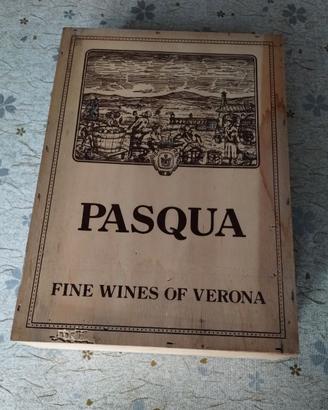 PASQUA
FINE WINES OF VERONA